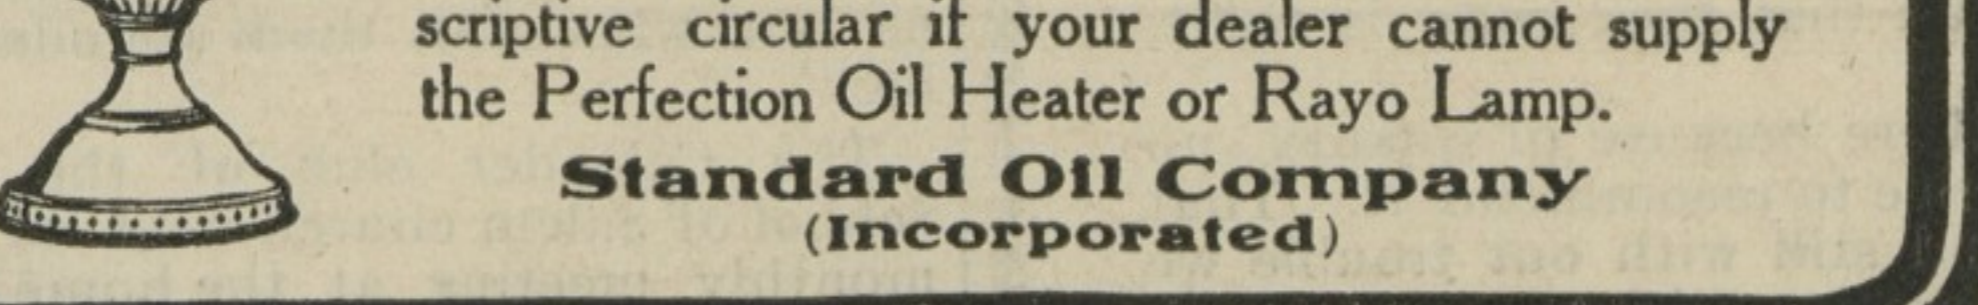 scriptive circular if your dealer cannot supply
the Perfection Oil Heater or Rayo Lamp.
Standard Oil Company
(Incorporated)